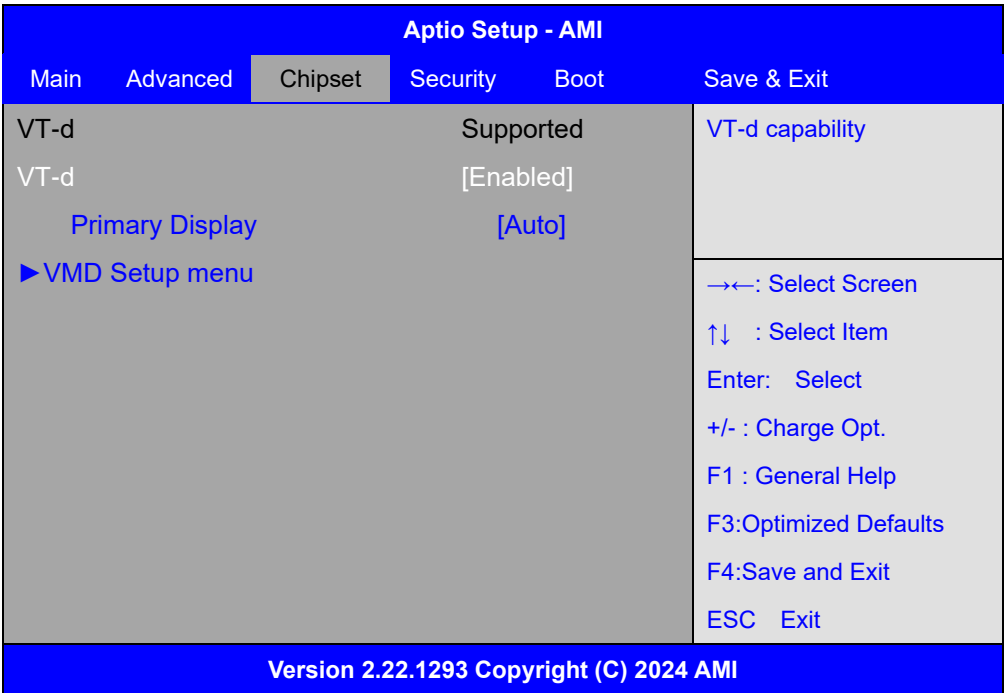 Aptio Setup - AMI
Main Advanced Chipset Security Boot Save & Exit
VT-d Supported
VT-d [Enabled]
Primary Display [Auto]
►VMD Setup menu
VT-d capability
→←: Select Screen
↑↓ : Select Item
Enter: Select
+/- : Charge Opt.
F1 : General Help
F3:Optimized Defaults
F4:Save and Exit
ESC Exit
Version 2.22.1293 Copyright (C) 2024 AMI